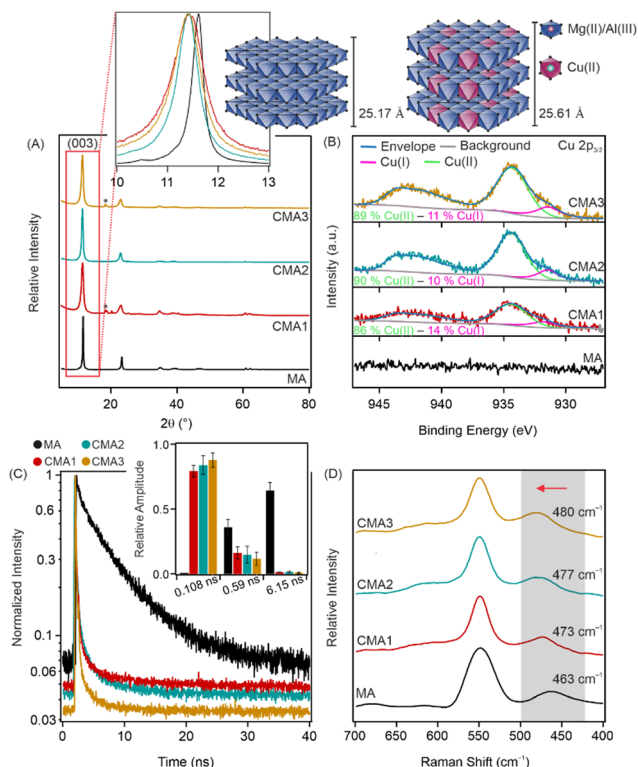 Mg(II)/Al(III)
Cu(II)
25.17 Å
25.61 Å
10 11 12 13
(A)
(003)
CMA3
*
CMA2
CMA1
*
MA
Relative Intensity
20 40 60 80
2θ (°)
(B)
Envelope Background
Cu(I) Cu(II)
Cu 2p3/2
CMA3
89 % Cu(II) – 11 % Cu(I)
CMA2
90 % Cu(II) – 10 % Cu(I)
CMA1
86 % Cu(II) – 14 % Cu(I)
MA
Intensity (a.u.)
945 940 935 930
Binding Energy (eV)
MA CMA2
CMA1 CMA3
(C)
1
0.6
0.3
0.1
0.06
0.03
Normalized Intensity
0 10 20 30 40
Time (ns)
1.0
0.5
0.0
Relative Amplitude
0.108 ns 0.59 ns 6.15 ns
(D)
CMA3
480 cm⁻¹
CMA2
477 cm⁻¹
CMA1
473 cm⁻¹
MA
463 cm⁻¹
Relative Intensity
700 600 550 500 450 400
Raman Shift (cm⁻¹)